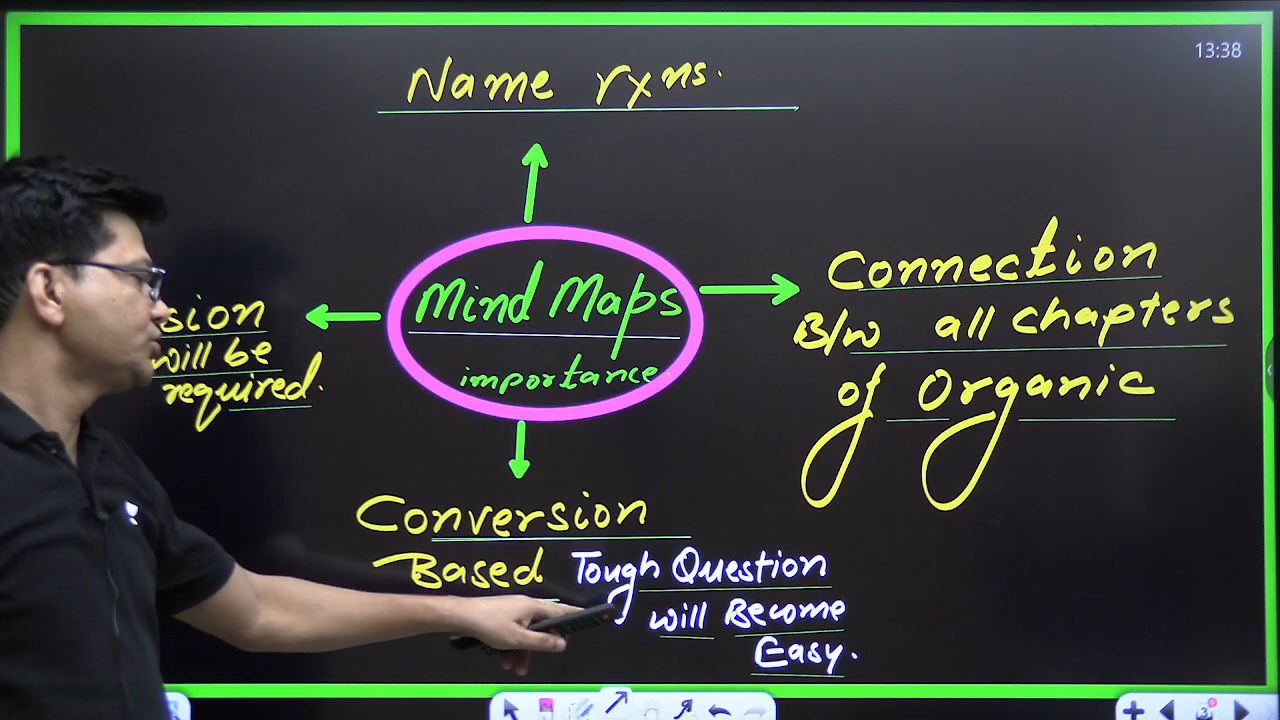 13:38
Name rxns.
Mind Maps
importance
Connection
B/w all chapters
of Organic
will be
required.
Conversion
Based Tough Question
will Become
Easy.